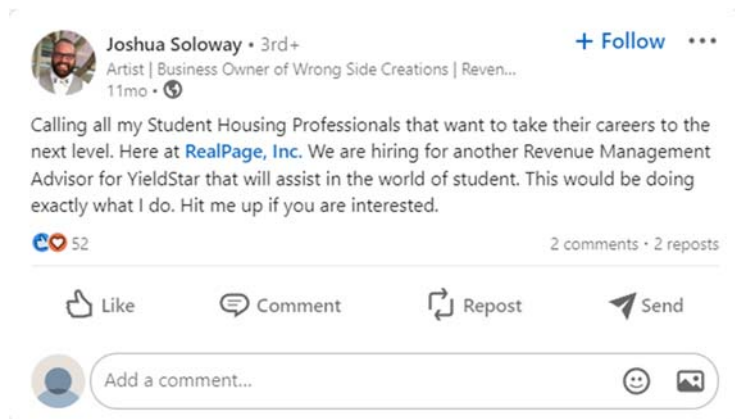 Joshua Soloway • 3rd+
+ Follow
Artist | Business Owner of Wrong Side Creations | Reven...
11mo •
Calling all my Student Housing Professionals that want to take their careers to the
next level. Here at RealPage, Inc. We are hiring for another Revenue Management
Advisor for YieldStar that will assist in the world of student. This would be doing
exactly what I do. Hit me up if you are interested.
52
2 comments • 2 reposts
Like
Comment
Repost
Send
Add a comment...